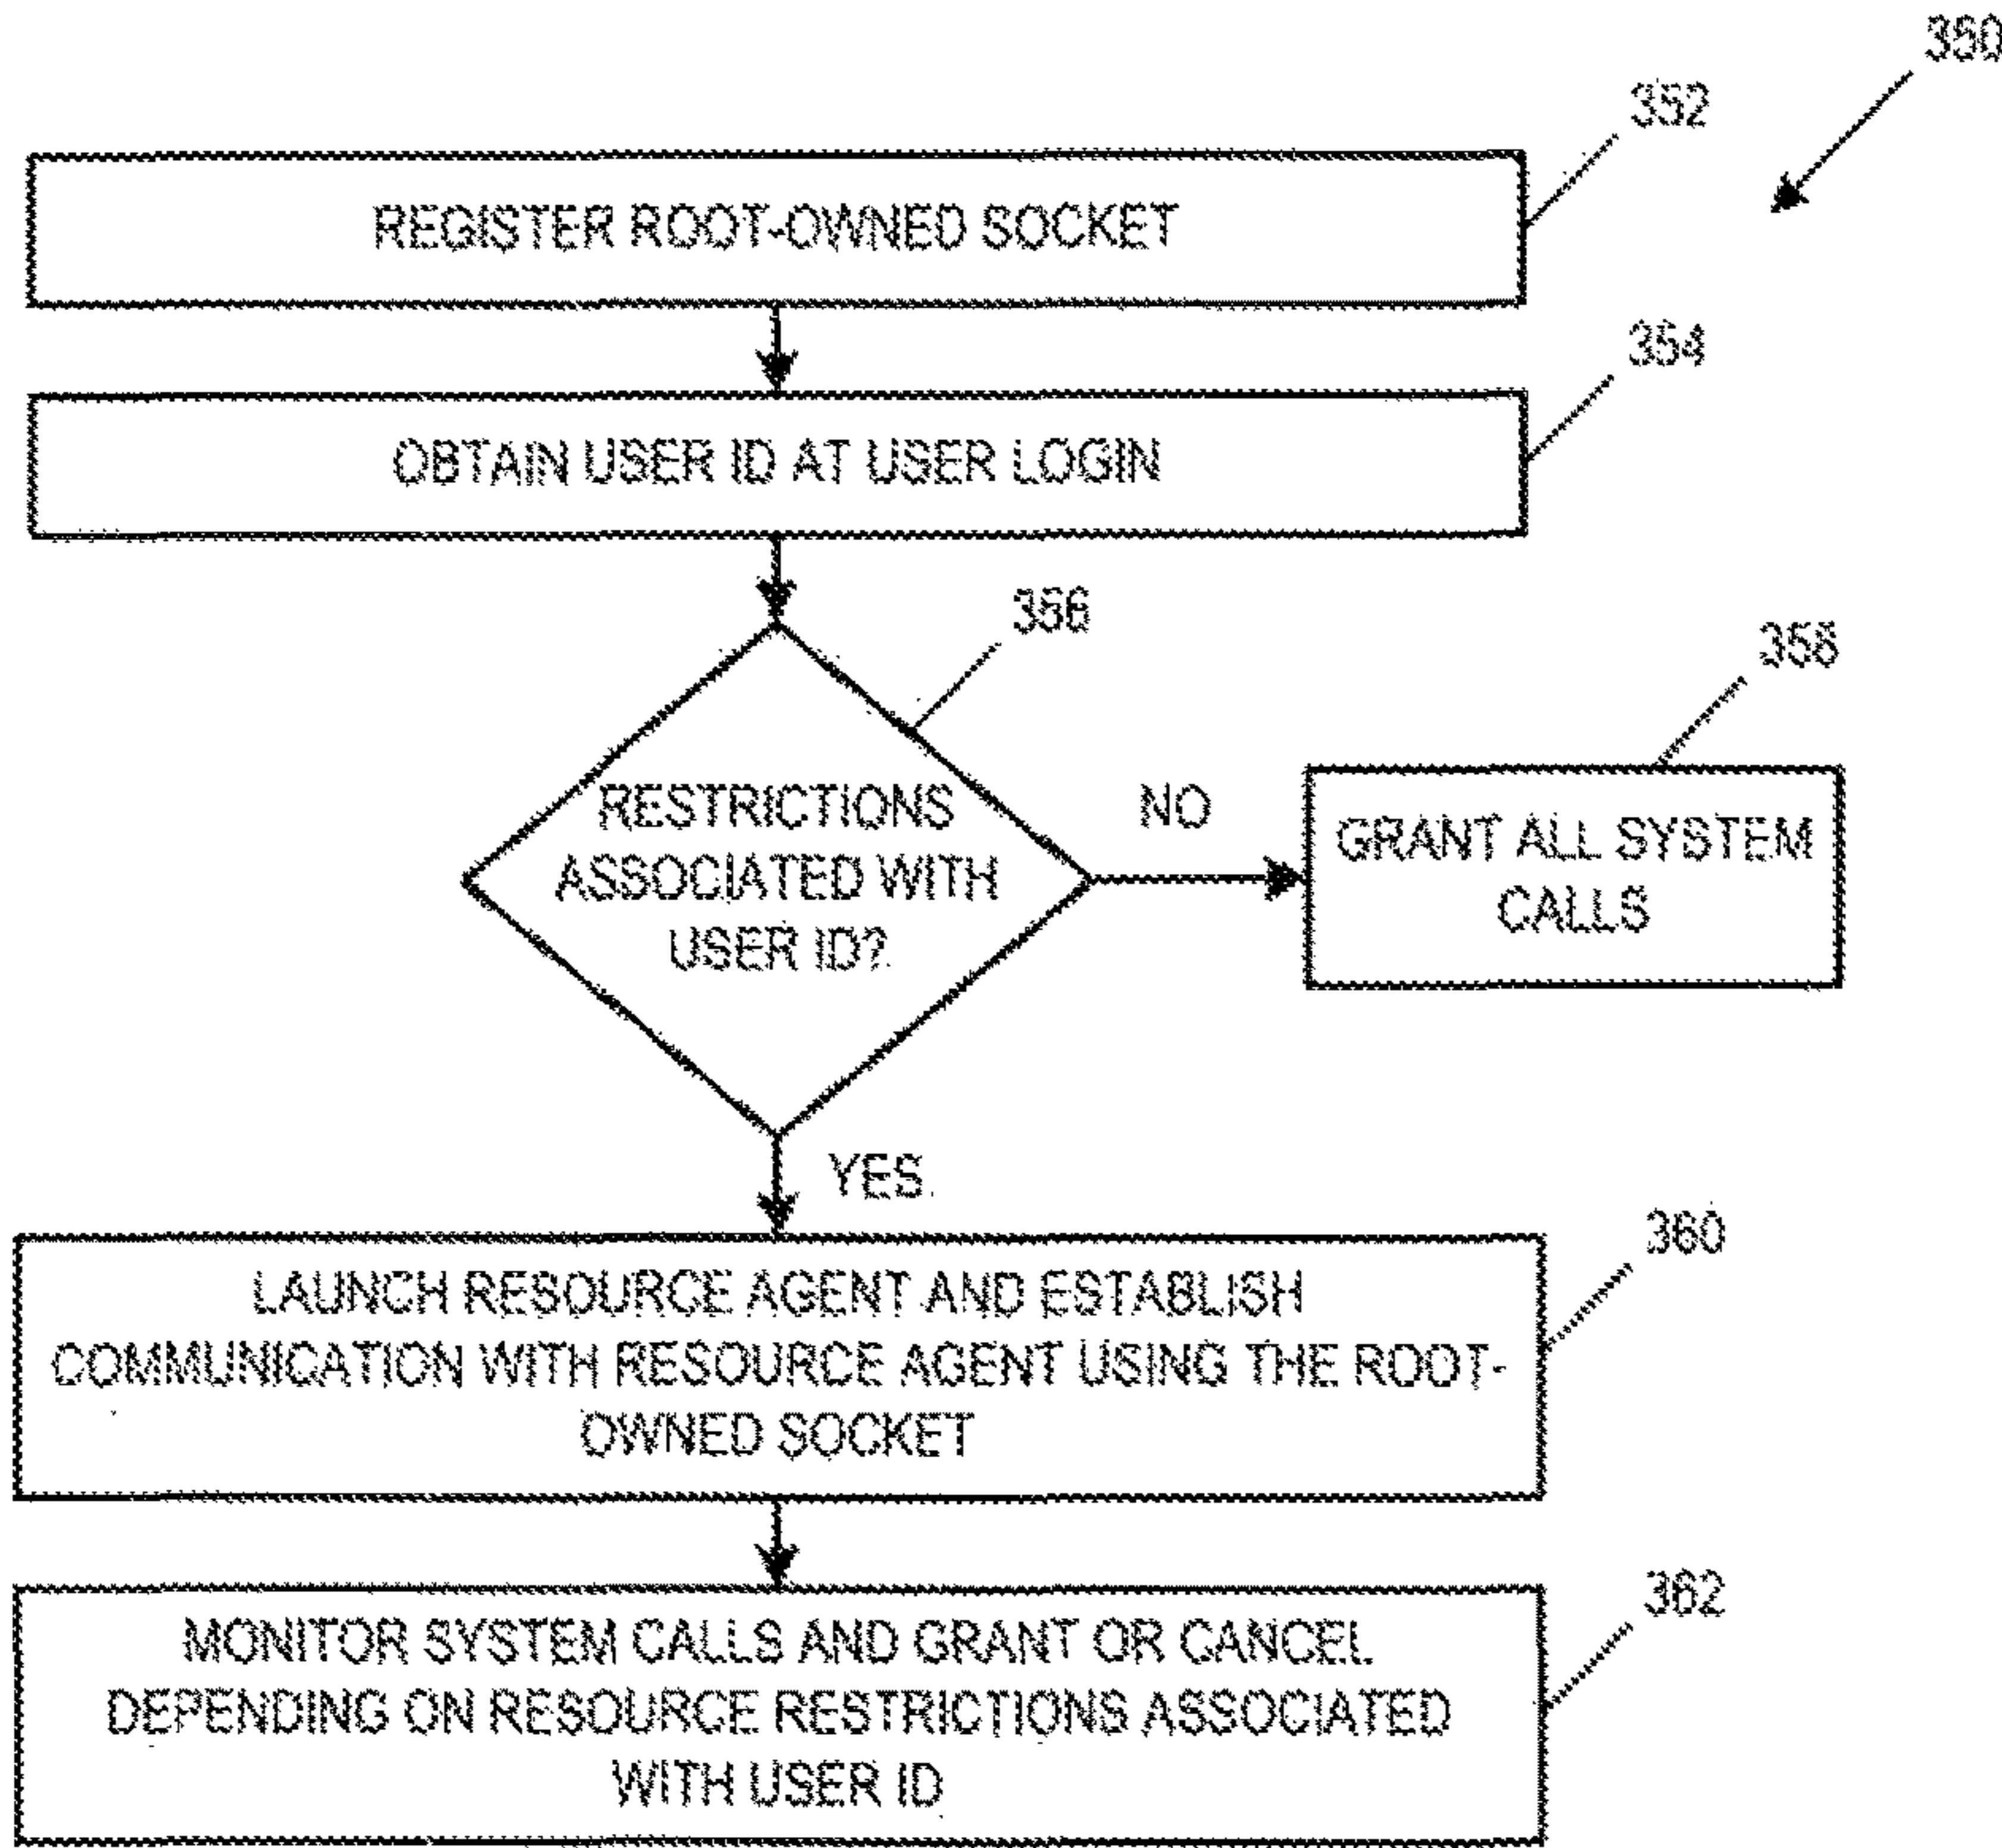 350
352
REGISTER ROOT-OWNED SOCKET
354
OBTAIN USER ID AT USER LOGIN
356
358
RESTRICTIONS
ASSOCIATED WITH
USER ID?
NO
GRANT ALL SYSTEM
CALLS
YES
360
LAUNCH RESOURCE AGENT AND ESTABLISH
COMMUNICATION WITH RESOURCE AGENT USING THE ROOT-
OWNED SOCKET
362
MONITOR SYSTEM CALLS AND GRANT OR CANCEL
DEPENDING ON RESOURCE RESTRICTIONS ASSOCIATED
WITH USER ID